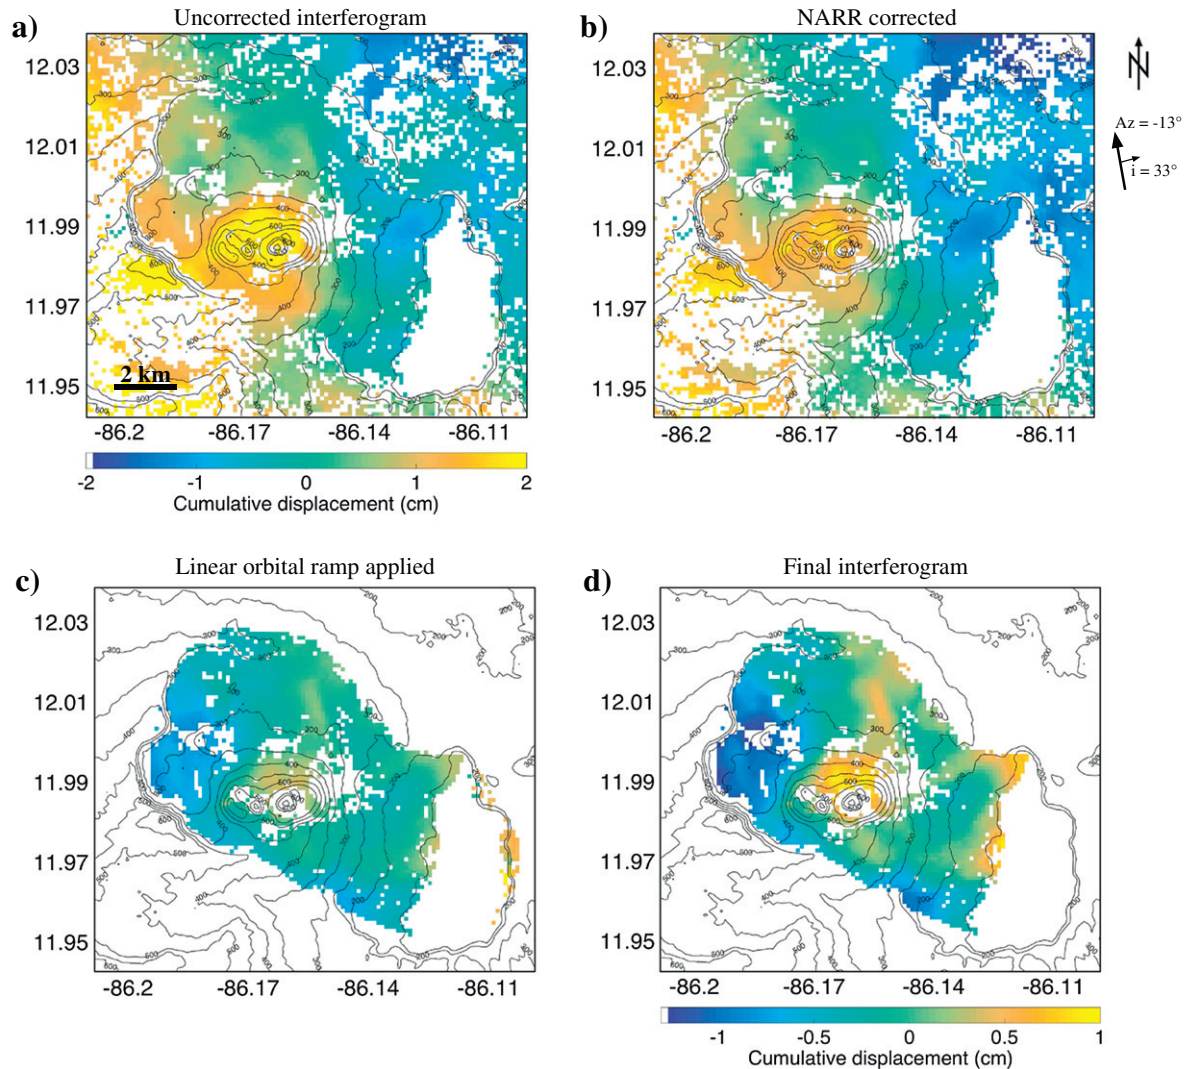 Uncorrected interferogram
a)
12.03
12.01
11.99
11.97
11.95
2 km
-86.2 -86.17 -86.14 -86.11
-2 -1 0 1 2
Cumulative displacement (cm)
NARR corrected
b)
12.03
12.01
11.99
11.97
11.95
-86.2 -86.17 -86.14 -86.11
N
Az = -13°
i = 33°
Linear orbital ramp applied
c)
12.03
12.01
11.99
11.97
11.95
-86.2 -86.17 -86.14 -86.11
Final interferogram
d)
12.03
12.01
11.99
11.97
11.95
-86.2 -86.17 -86.14 -86.11
-1 -0.5 0 0.5 1
Cumulative displacement (cm)